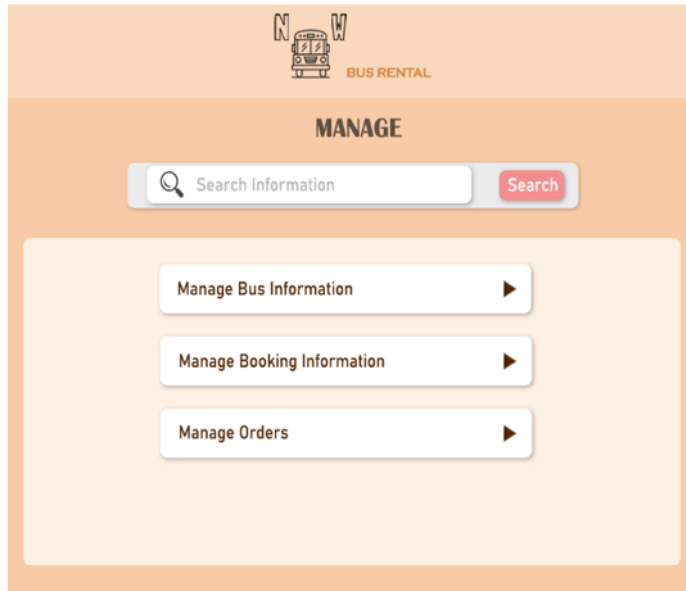 N W
BUS RENTAL
MANAGE
Search Information
Search
Manage Bus Information
Manage Booking Information
Manage Orders